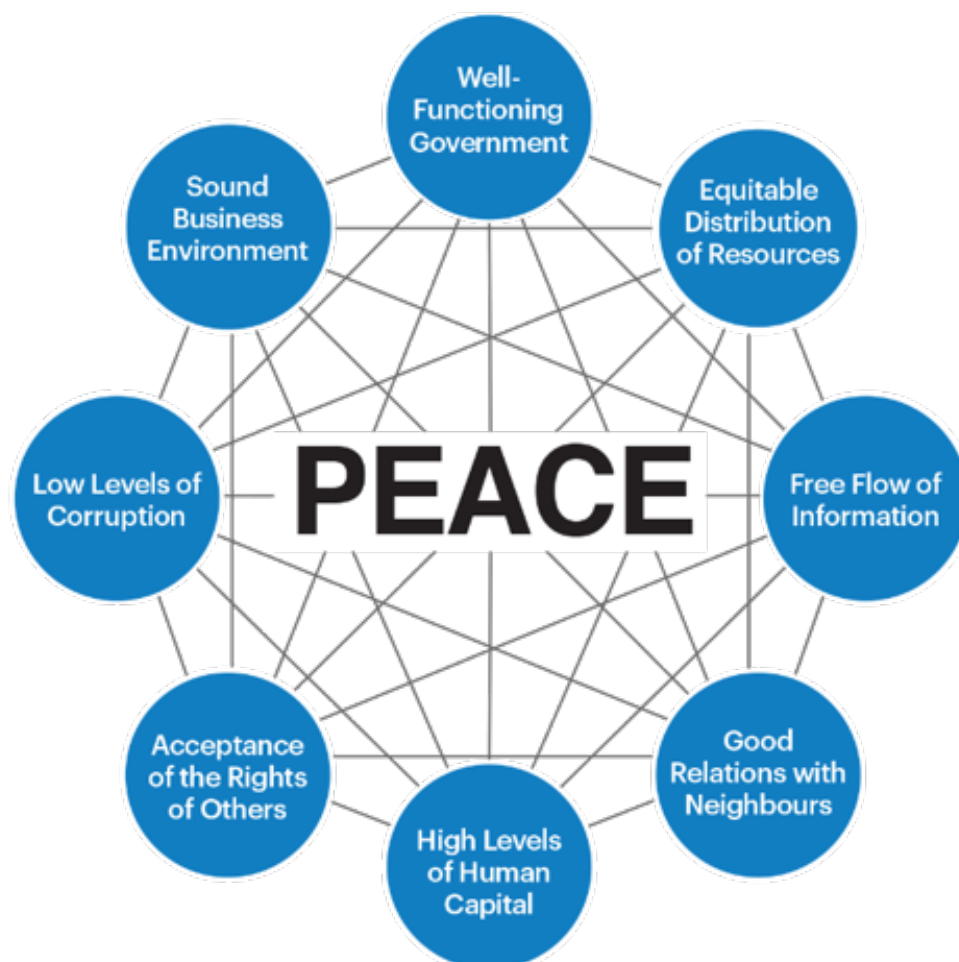 Well-
Functioning
Government
Equitable
Distribution
of Resources
Free Flow of
Information
Good
Relations with
Neighbours
High Levels
of Human
Capital
Acceptance
of the Rights
of Others
Low Levels of
Corruption
Sound
Business
Environment
PEACE